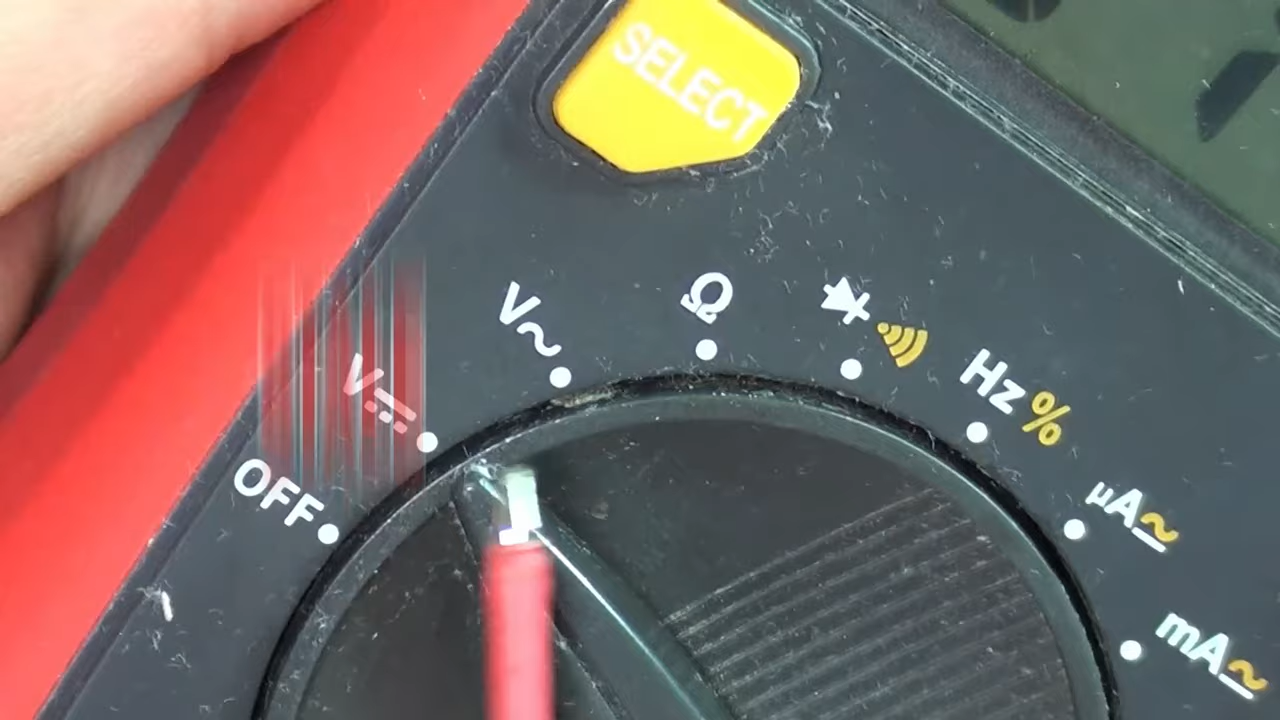 SELECT
OFF
V⎓
V~
Ω
Hz %
μA⎓~
mA⎓~